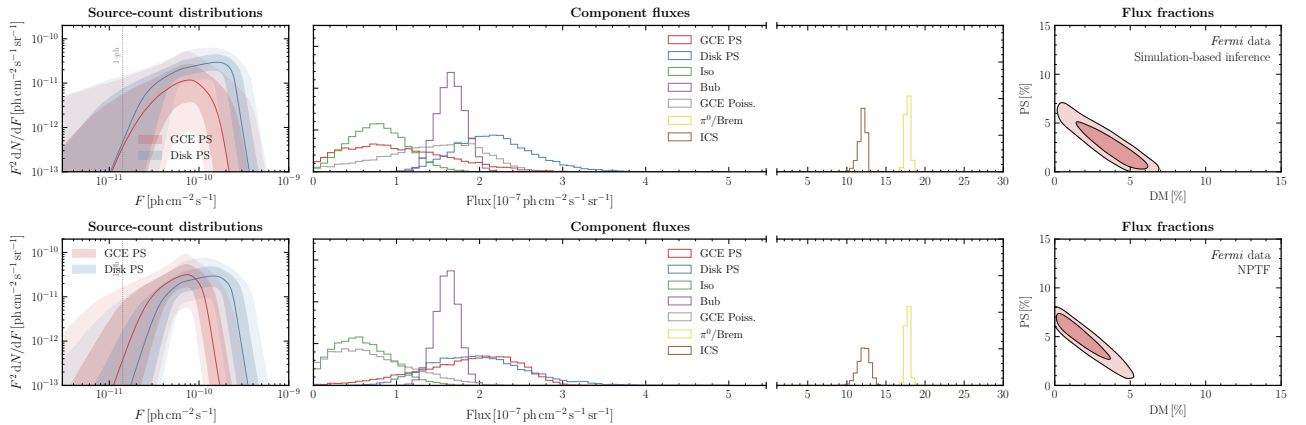 Source-count distributions
Component fluxes
Flux fractions
F² dN/dF [ph cm⁻² s⁻¹ sr⁻¹]
10⁻¹⁰
10⁻¹¹
10⁻¹²
10⁻¹³
1-ph
GCE PS
Disk PS
10⁻¹¹
10⁻¹⁰
10⁻⁹
F [ph cm⁻² s⁻¹]
GCE PS
Disk PS
Iso
Bub
GCE Poiss.
π⁰/Brem
ICS
0 1 2 3 4 5
5 10 15 20 25 30
Flux [10⁻⁷ ph cm⁻² s⁻¹ sr⁻¹]
Fermi data
Simulation-based inference
PS [%]
15
10
5
0
0 5 10 15
DM [%]
Source-count distributions
Component fluxes
Flux fractions
F² dN/dF [ph cm⁻² s⁻¹ sr⁻¹]
10⁻¹⁰
10⁻¹¹
10⁻¹²
10⁻¹³
GCE PS
Disk PS
10⁻¹¹
10⁻¹⁰
10⁻⁹
F [ph cm⁻² s⁻¹]
GCE PS
Disk PS
Iso
Bub
GCE Poiss.
π⁰/Brem
ICS
0 1 2 3 4 5
5 10 15 20 25 30
Flux [10⁻⁷ ph cm⁻² s⁻¹ sr⁻¹]
Fermi data
NPTF
PS [%]
15
10
5
0
0 5 10 15
DM [%]